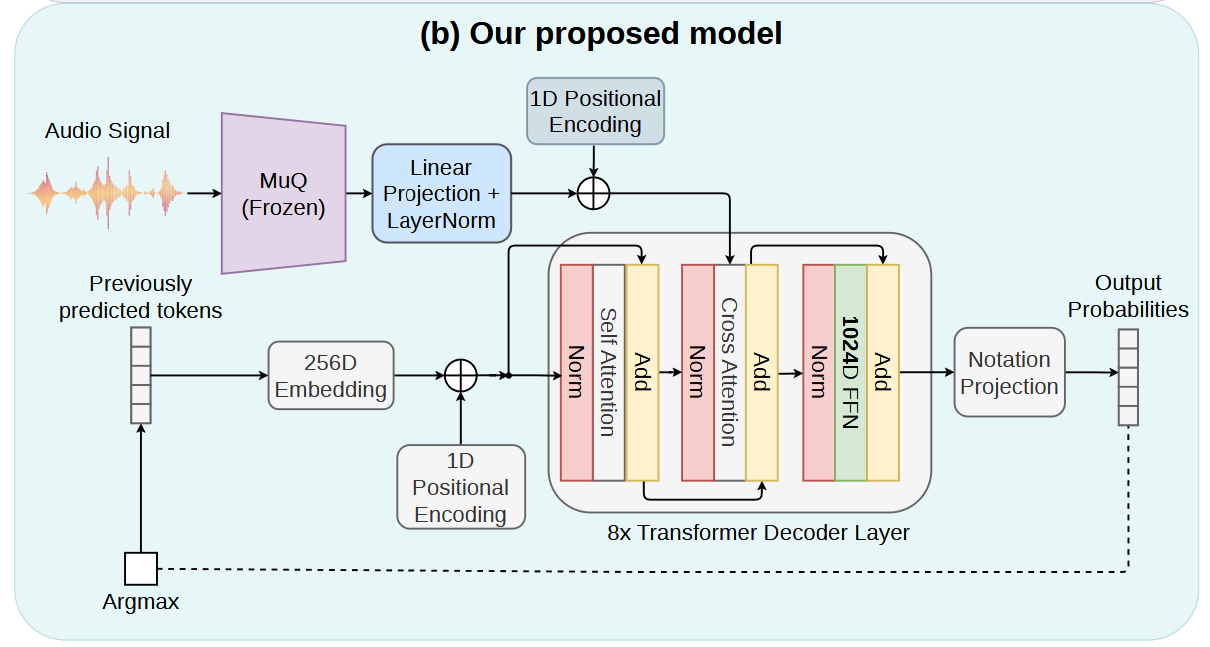 (b) Our proposed model
Audio Signal
MuQ
(Frozen)
Linear
Projection +
LayerNorm
1D Positional
Encoding
Previously
predicted tokens
256D
Embedding
1D
Positional
Encoding
Norm
Self Attention
Add
Norm
Cross Attention
Add
Norm
1024D FFN
Add
8x Transformer Decoder Layer
Notation
Projection
Output
Probabilities
Argmax